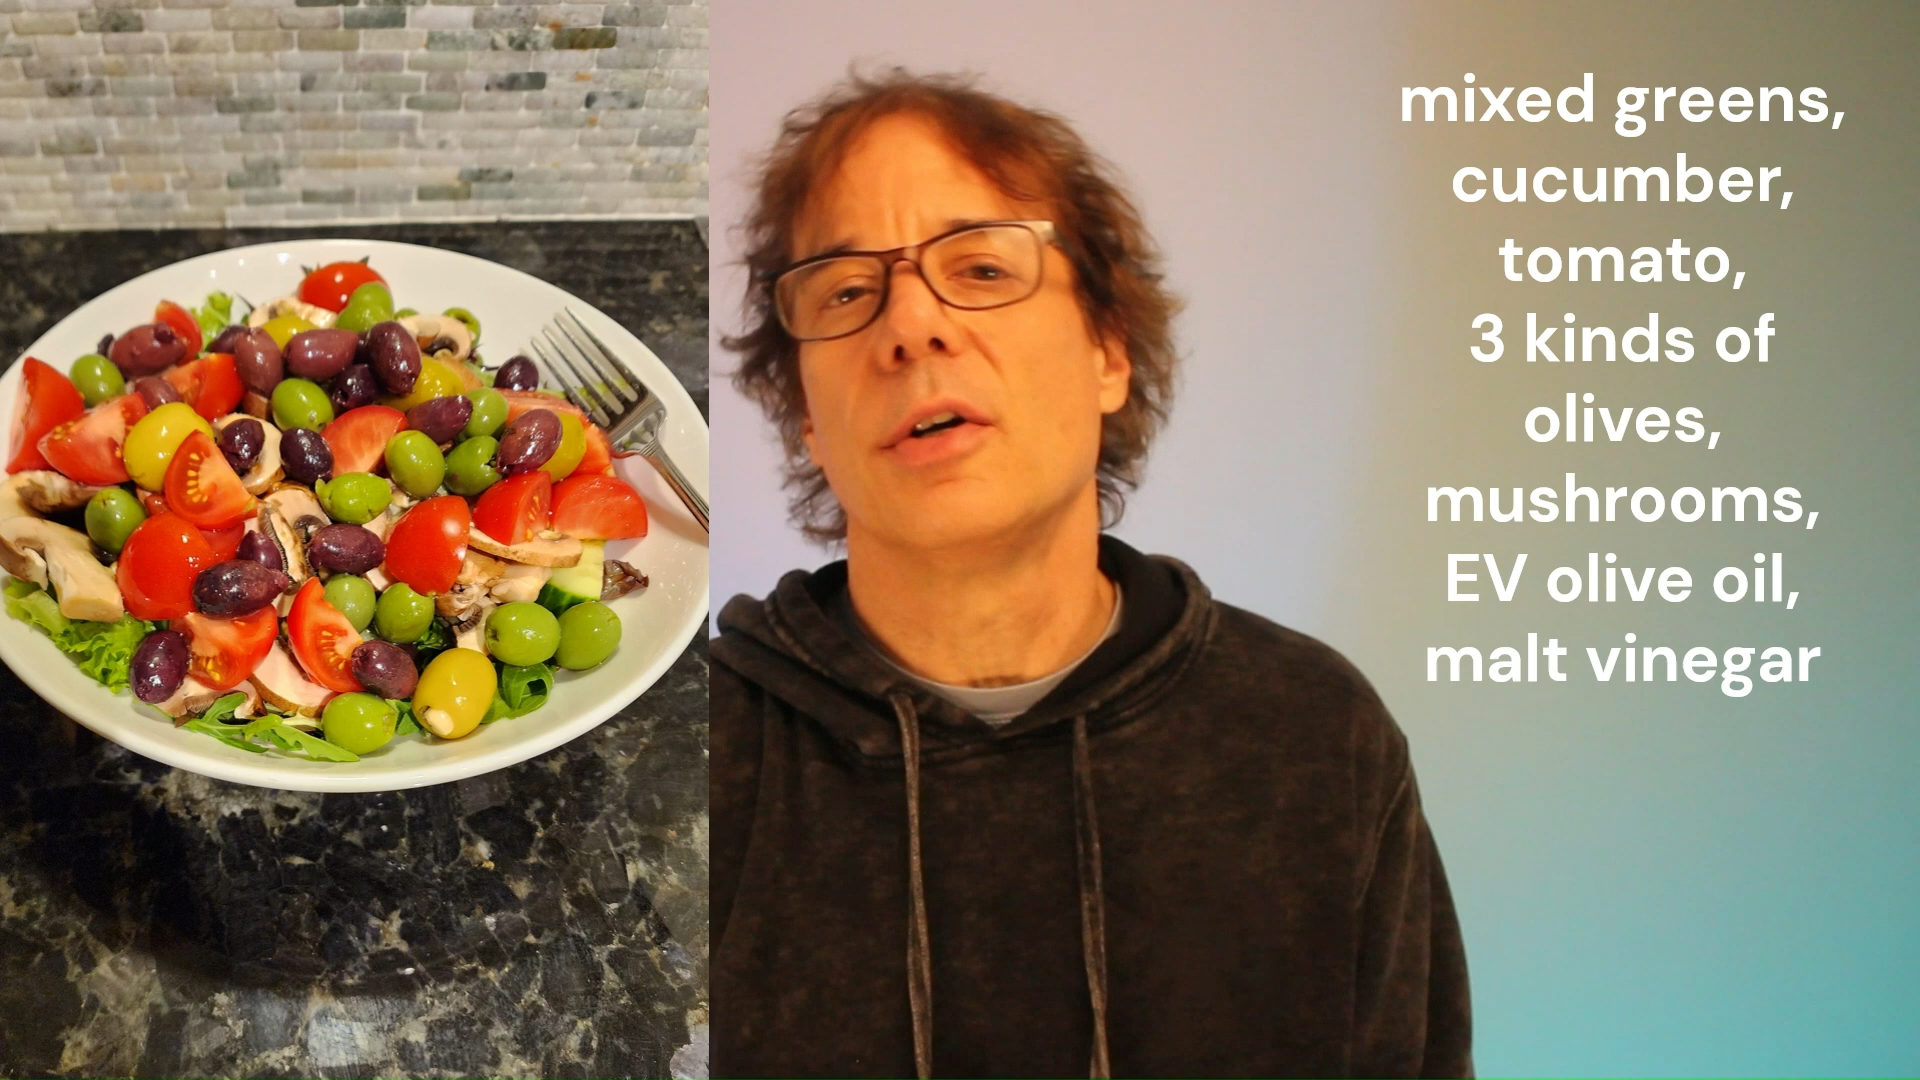 mixed greens,
cucumber,
tomato,
3 kinds of
olives,
mushrooms,
EV olive oil,
malt vinegar